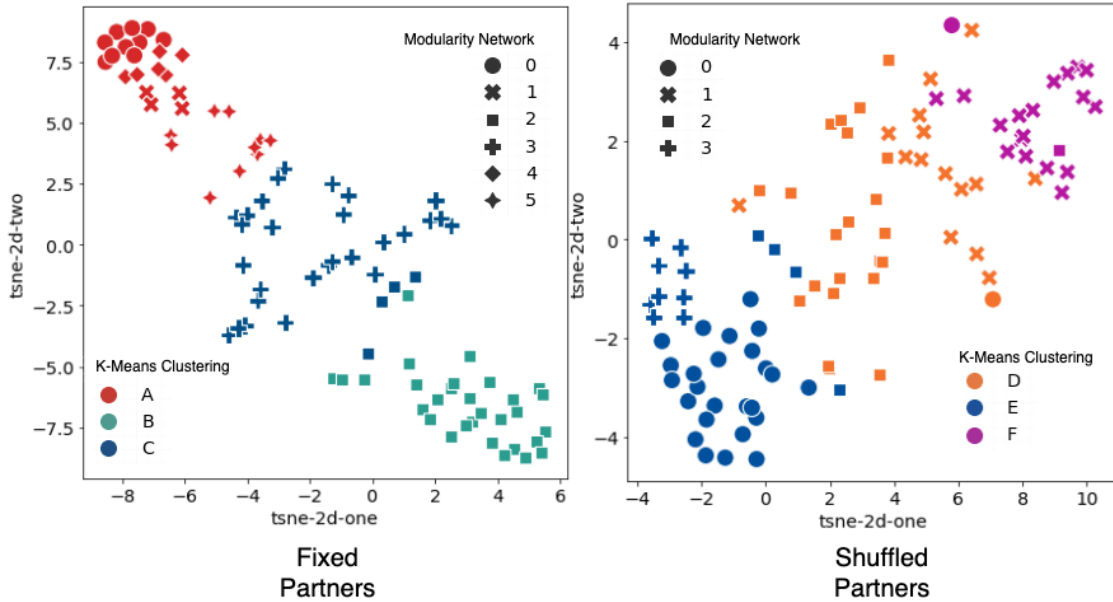 Modularity Network
0
1
2
3
4
5
K-Means Clustering
A
B
C
7.5
5.0
2.5
0.0
−2.5
−5.0
−7.5
tsne-2d-two
−8
−6
−4
−2
0
2
4
6
tsne-2d-one
Fixed
Partners
Modularity Network
0
1
2
3
K-Means Clustering
D
E
F
4
2
0
−2
−4
tsne-2d-two
−4
−2
0
2
4
6
8
10
tsne-2d-one
Shuffled
Partners